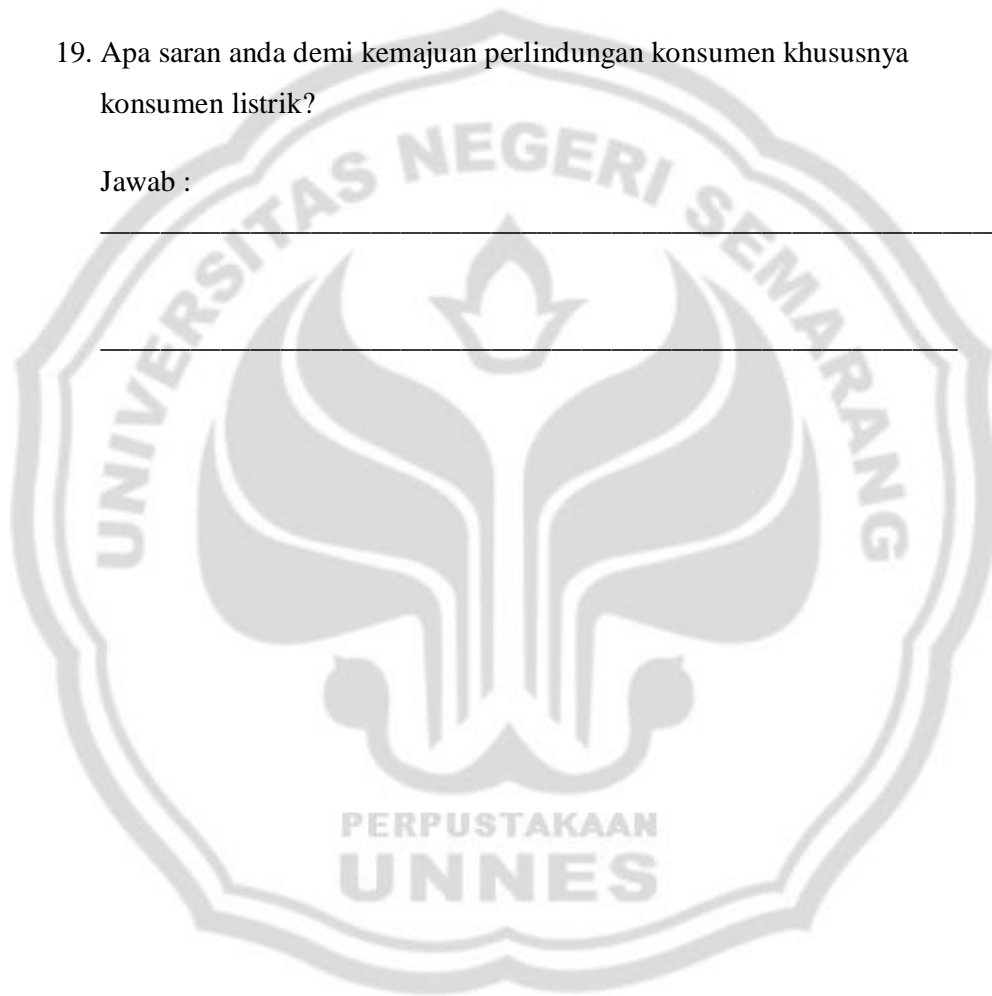 19. Apa saran anda demi kemajuan perlindungan konsumen khususnya
konsumen listrik?
Jawab :
UNIVERSITAS NEGERI SEMARANG
PERPUSTAKAAN
UNNES